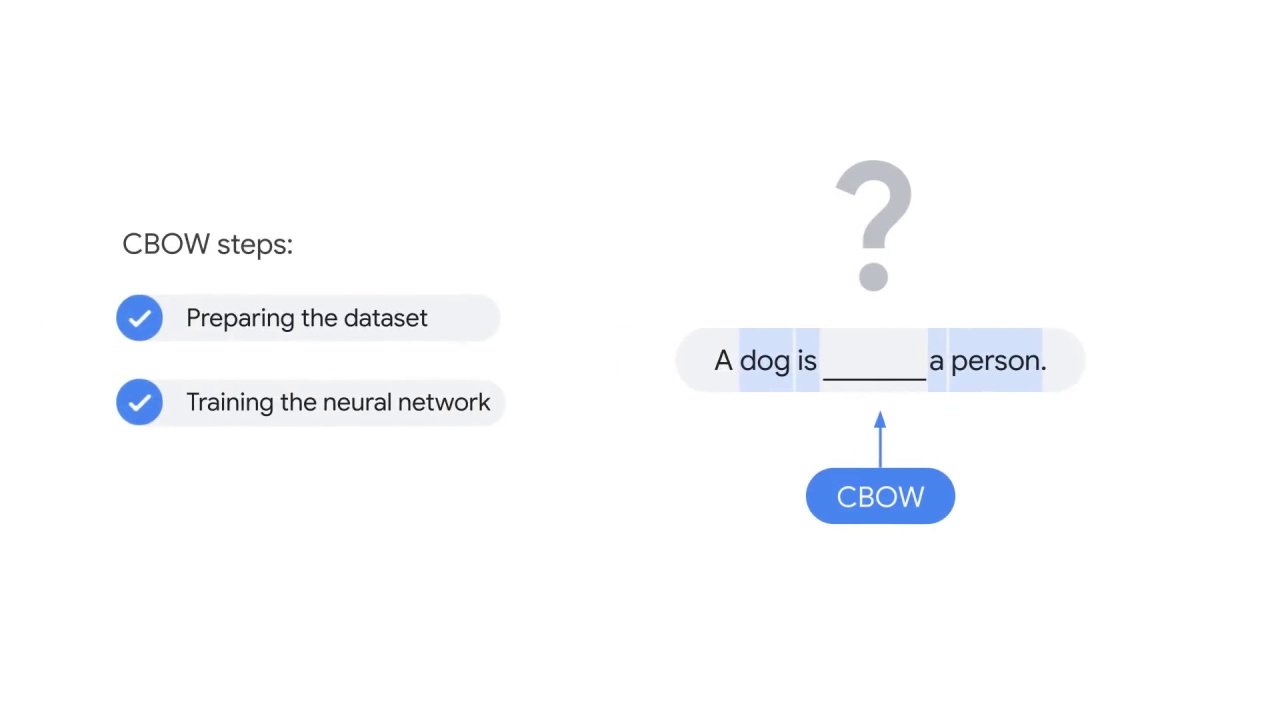 CBOW steps:
Preparing the dataset
Training the neural network
?
A dog is ________ a person.
CBOW